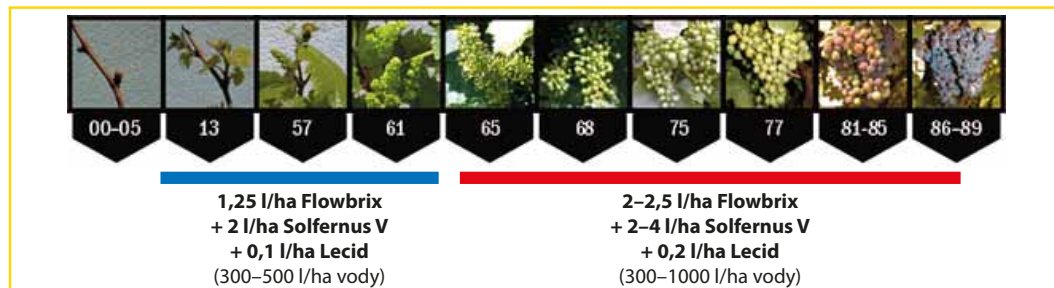 00-05 13 57 61 65 68 75 77 81-85 86-89
1,25 l/ha Flowbrix
+ 2 l/ha Solfernus V
+ 0,1 l/ha Lecid
(300–500 l/ha vody)
2–2,5 l/ha Flowbrix
+ 2–4 l/ha Solfernus V
+ 0,2 l/ha Lecid
(300–1000 l/ha vody)